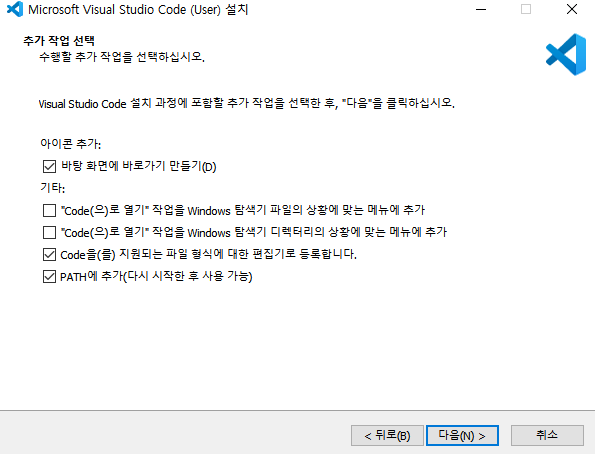 Microsoft Visual Studio Code (User) 설치
추가 작업 선택
수행할 추가 작업을 선택하십시오.
Visual Studio Code 설치 과정에 포함할 추가 작업을 선택한 후, "다음"을 클릭하십시오.
아이콘 추가:
바탕 화면에 바로가기 만들기(D)
기타:
"Code(으)로 열기" 작업을 Windows 탐색기 파일의 상황에 맞는 메뉴에 추가
"Code(으)로 열기" 작업을 Windows 탐색기 디렉터리의 상황에 맞는 메뉴에 추가
Code을(를) 지원되는 파일 형식에 대한 편집기로 등록합니다.
PATH에 추가(다시 시작한 후 사용 가능)
< 뒤로(B) 다음(N) > 취소